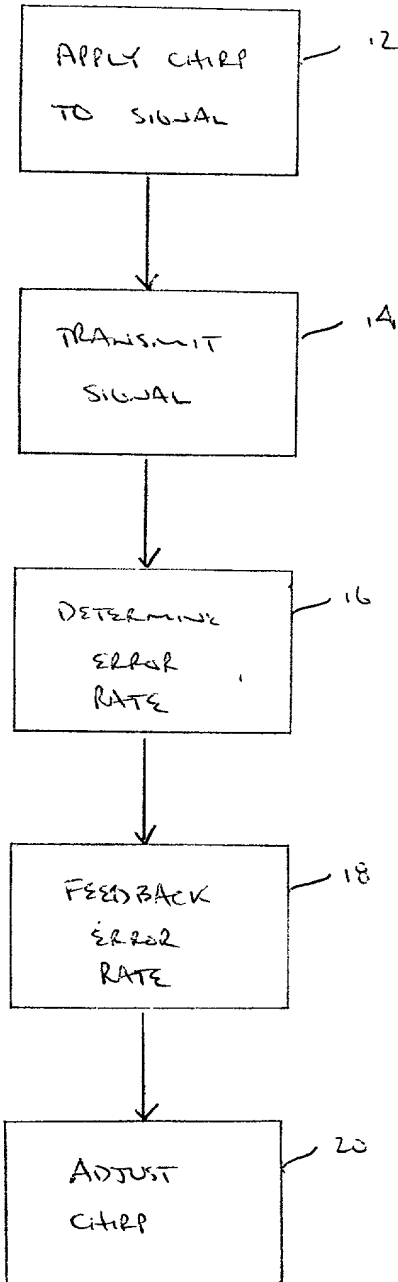 APPLY CHIRP
TO SIGNAL
12
TRANSMIT
SIGNAL
14
DETERMINE
ERROR
RATE
16
FEEDBACK
ERROR
RATE
18
ADJUST
CHIRP
20